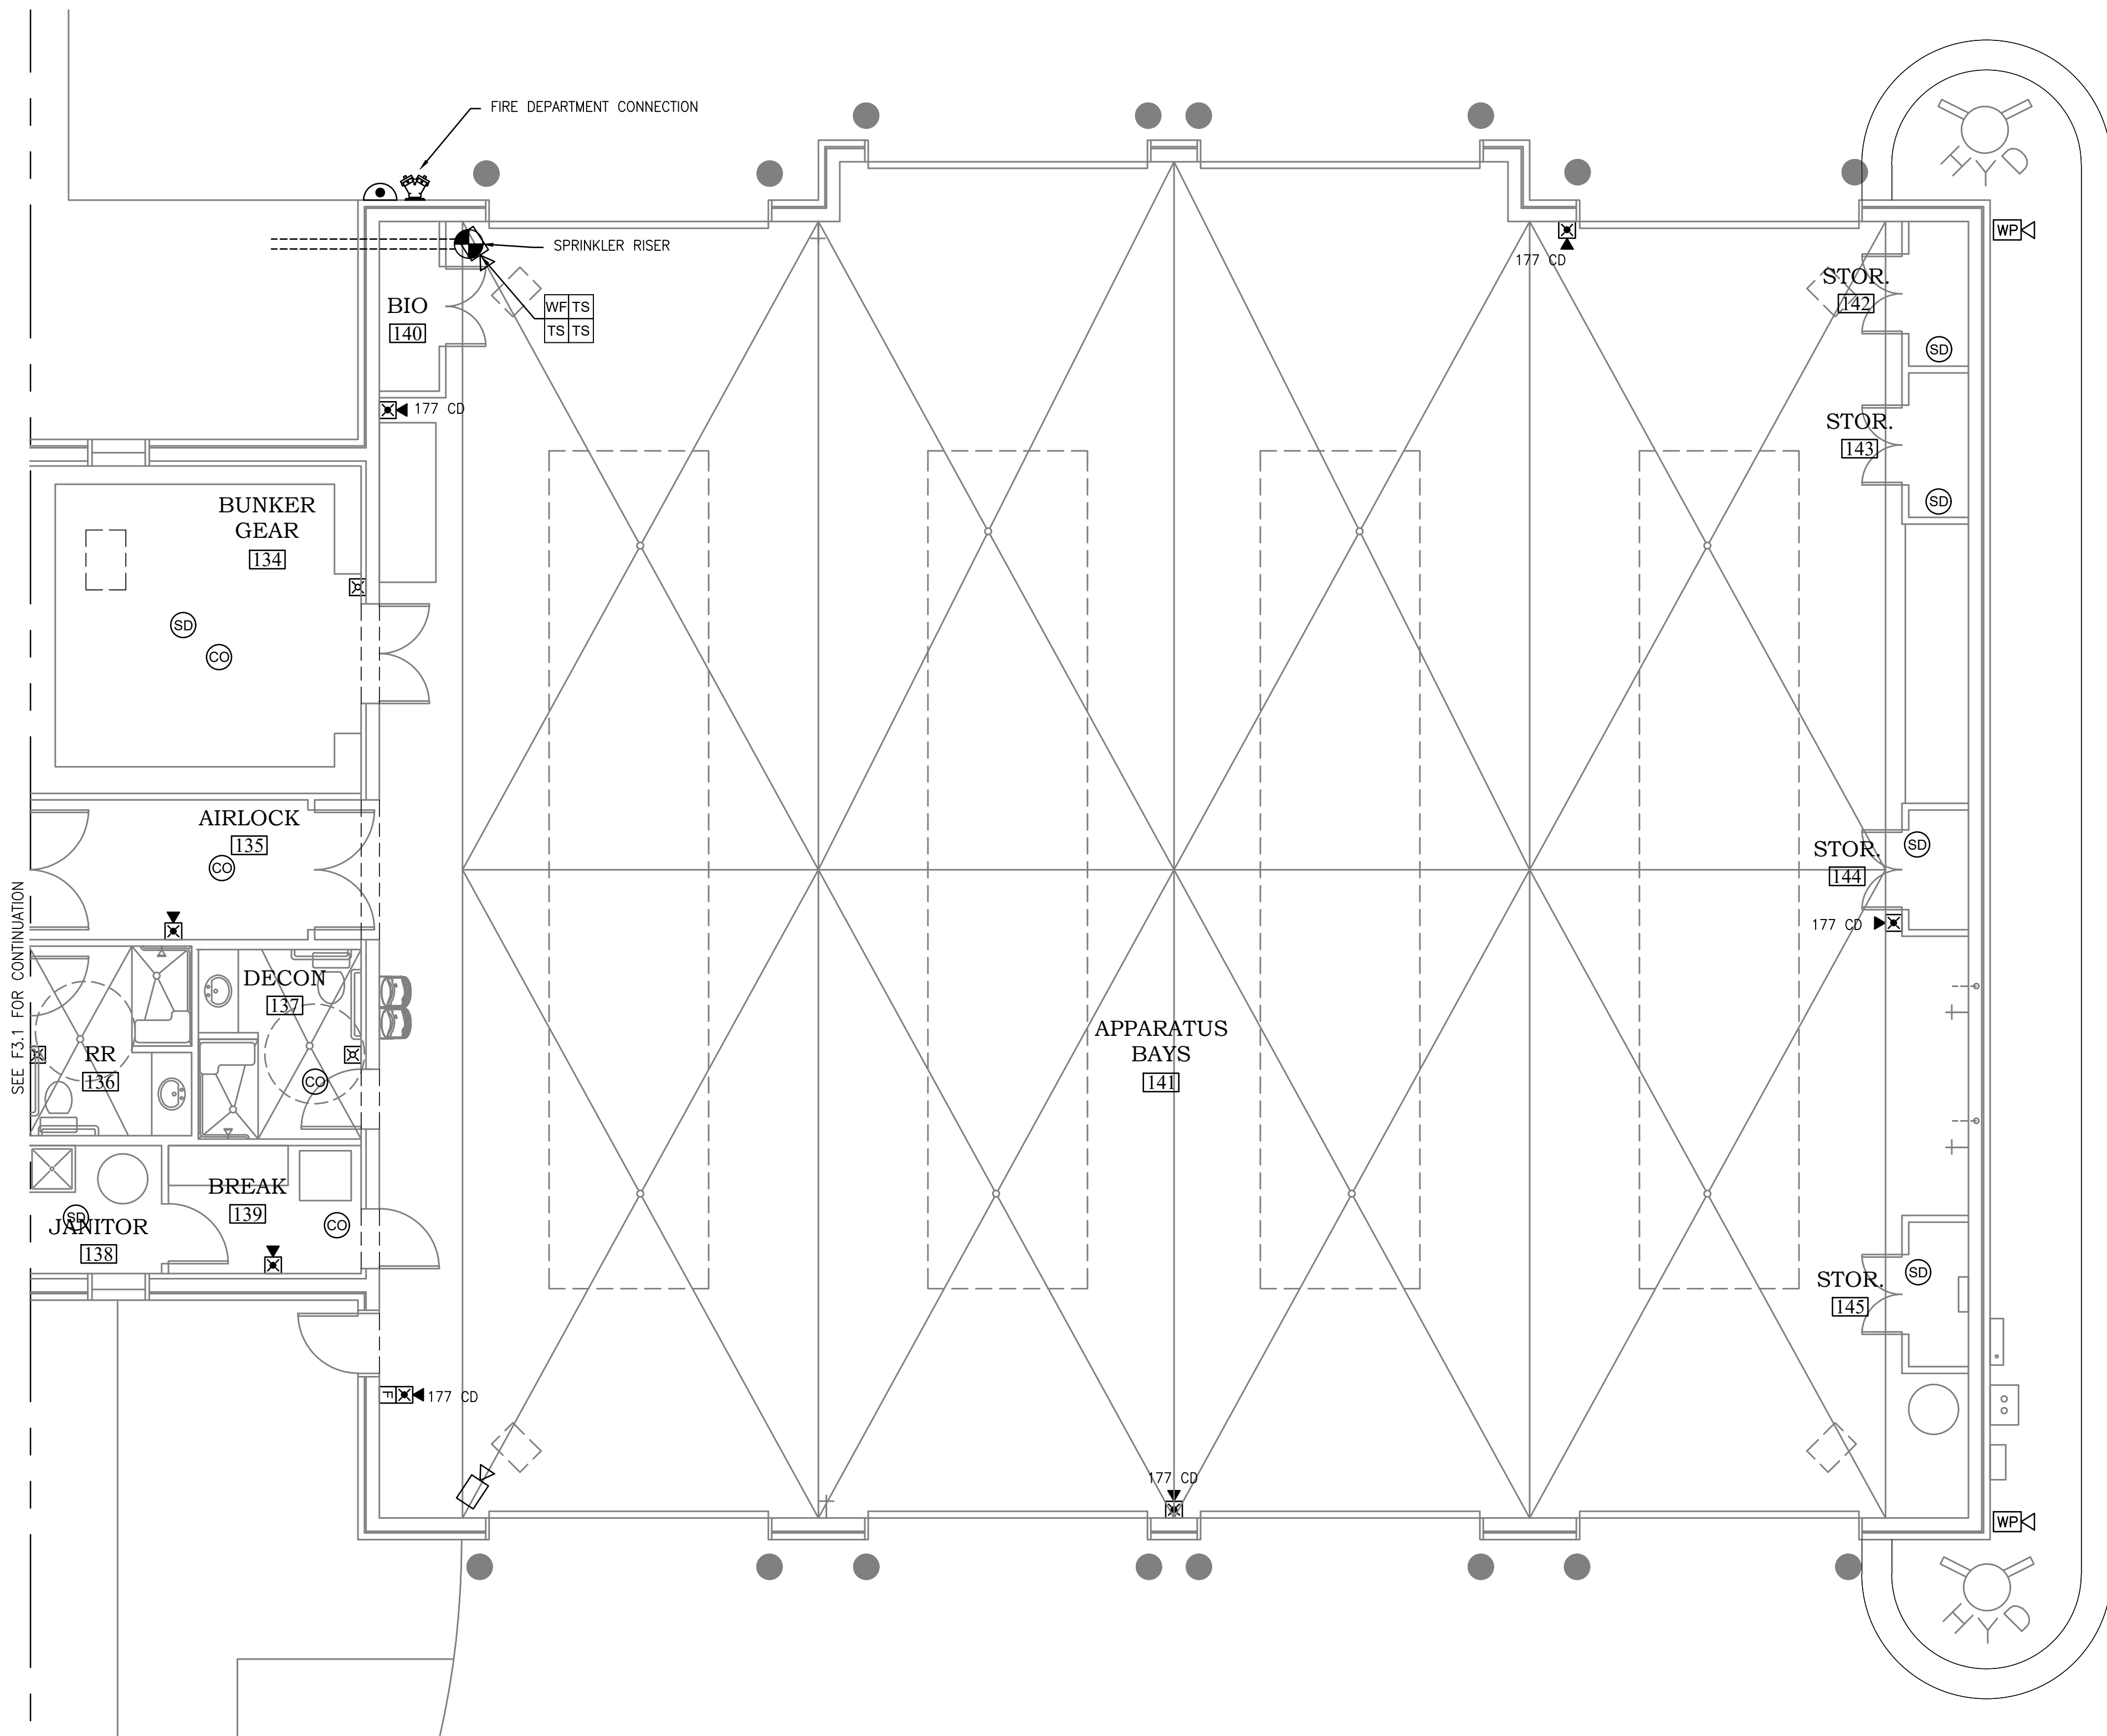 FIRE DEPARTMENT CONNECTION
HYD
WP
SPRINKLER RISER
177 CD
STOR.
142
BIO
140
WF TS
TS TS
SD
177 CD
STOR.
143
SD
BUNKER
GEAR
134
SD
CO
AIRLOCK
135
CO
SD
STOR.
144
177 CD
SEE F3.1 FOR CONTINUATION
DECON
137
RR
136
CO
APPARATUS
BAYS
141
BREAK
139
CO
SD
JANITOR
138
SD
STOR.
145
F
177 CD
177 CD
WP
HYD